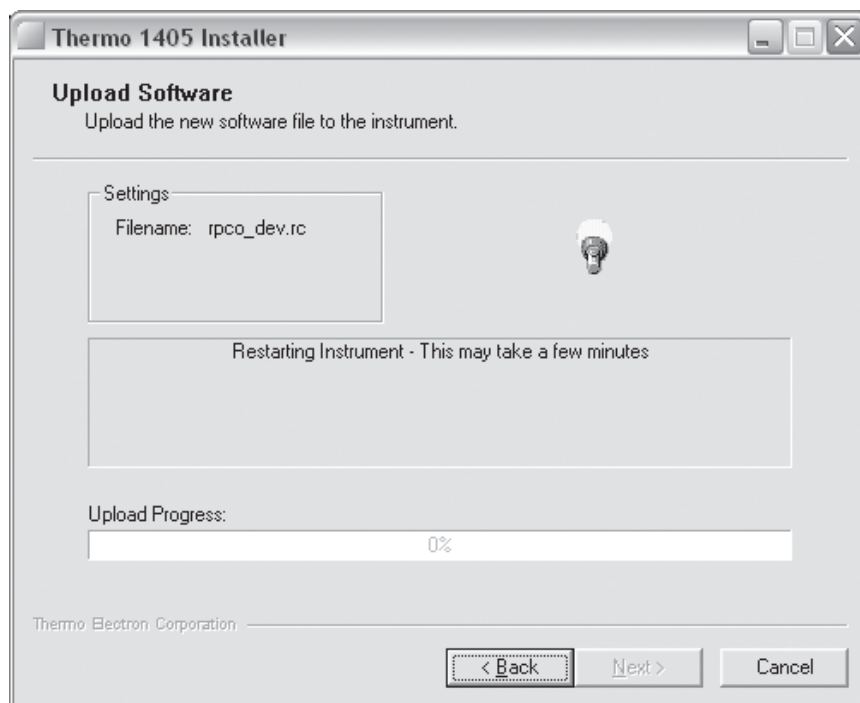 Thermo 1405 Installer
Upload Software
Upload the new software file to the instrument.
Settings
Filename: rpco_dev.rc
Restarting Instrument - This may take a few minutes
Upload Progress:
0%
Thermo Electron Corporation
< Back Next > Cancel